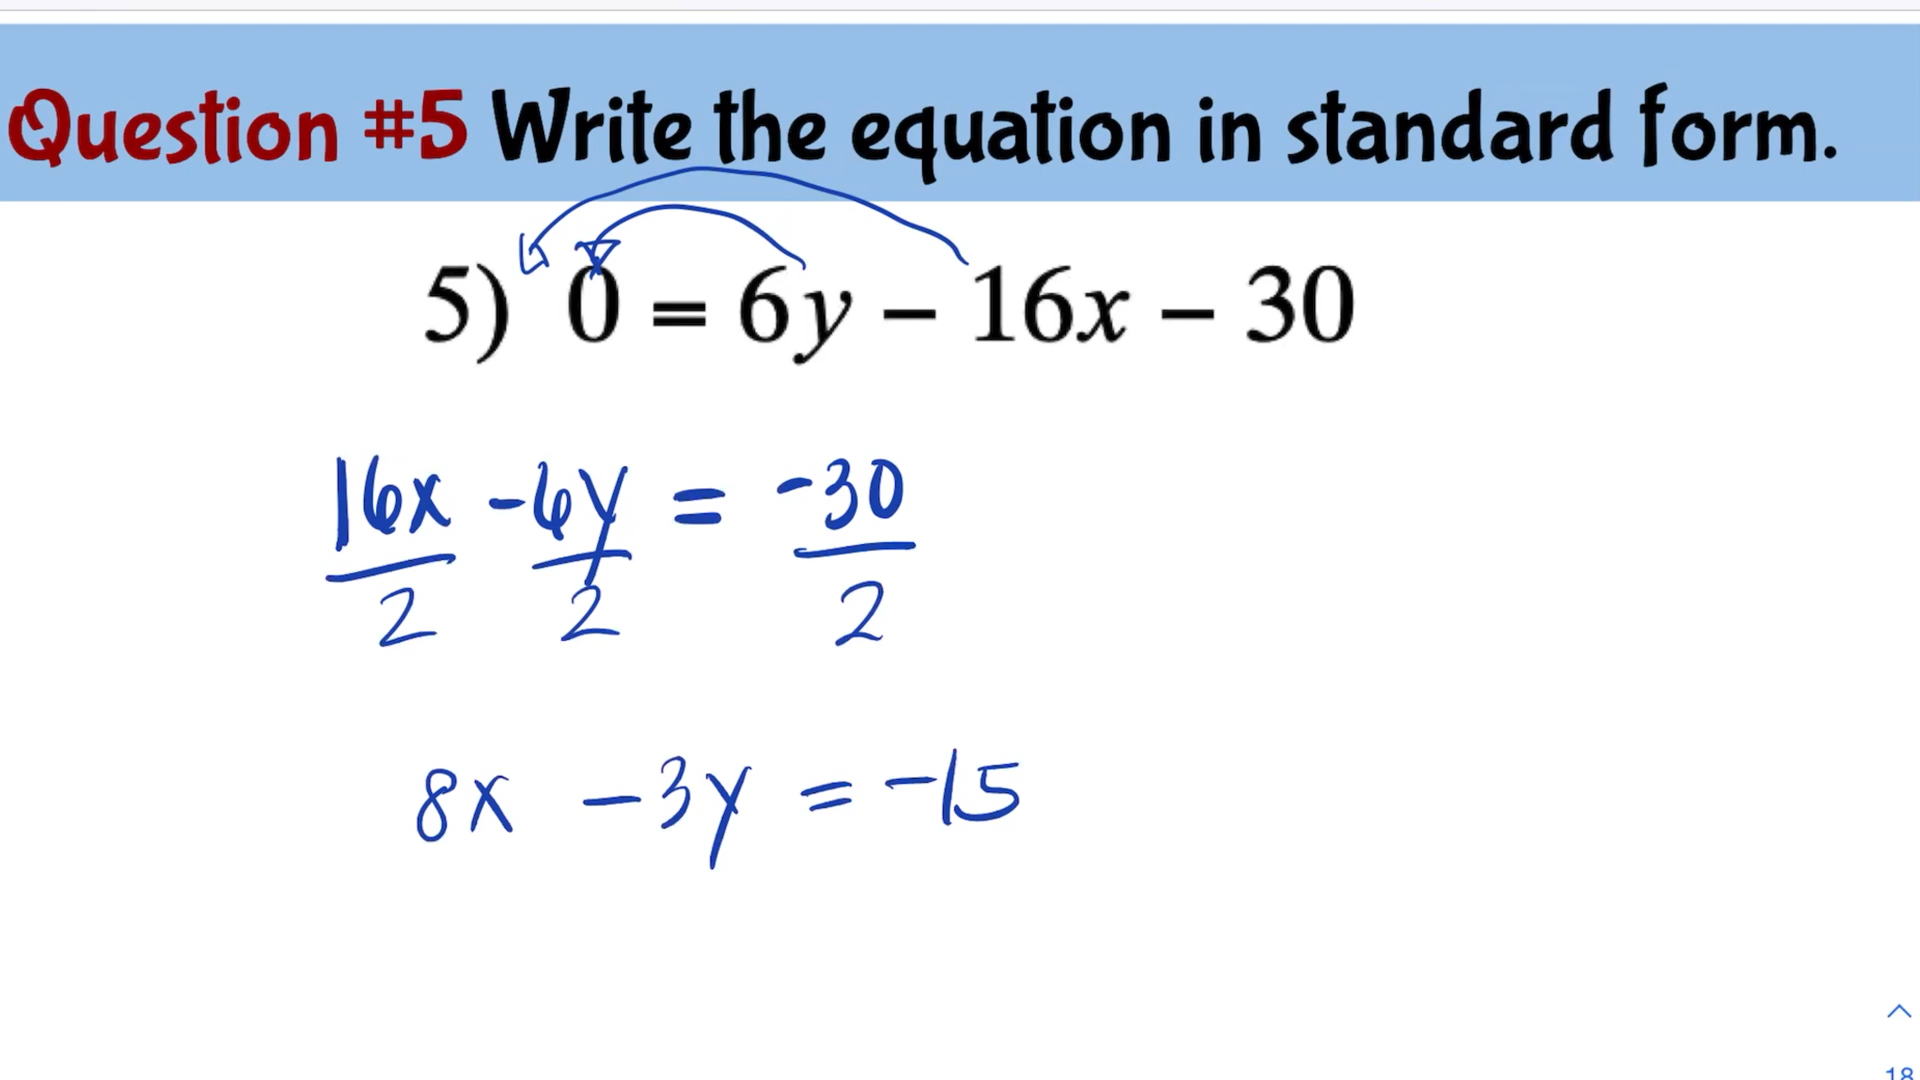 Question #5 Write the equation in standard form.
5) 0 = 6y − 16x − 30
16x -6y = -30
2 2 2
8x - 3y = -15